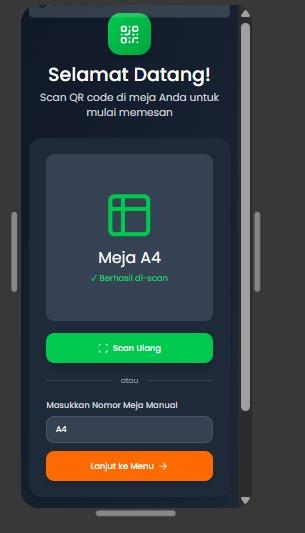 Selamat Datang!
Scan QR code di meja Anda untuk
mulai memesan
Meja A4
✓ Berhasil di-scan
Scan Ulang
atau
Masukkan Nomor Meja Manual
A4
Lanjut ke Menu →